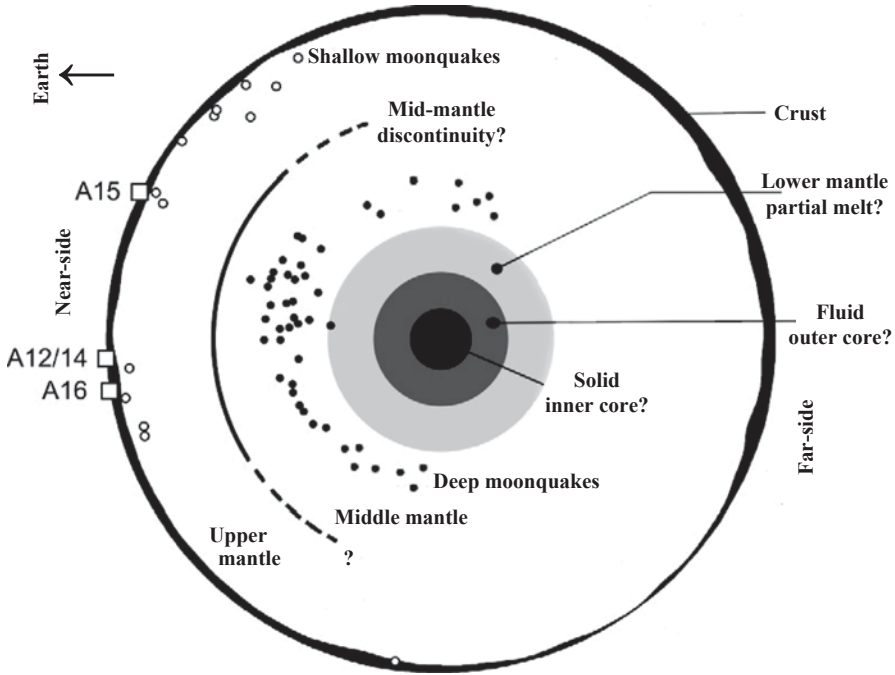 Shallow moonquakes
Earth
Mid-mantle
discontinuity?
Crust
A15
Lower mantle
partial melt?
Near-side
Fluid
outer core?
A12/14
A16
Solid
inner core?
Far-side
Deep moonquakes
Middle mantle
Upper
mantle
?